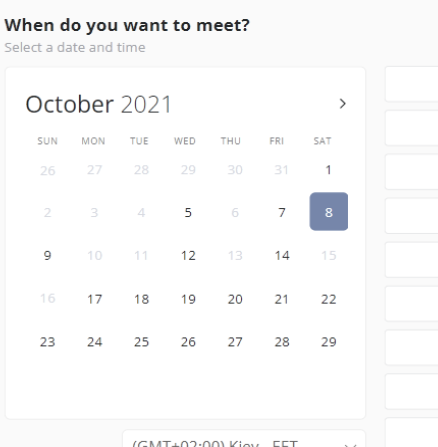 When do you want to meet?
Select a date and time
October 2021
SUN MON TUE WED THU FRI SAT
26 27 28 29 30 31 1
2 3 4 5 6 7 8
9 10 11 12 13 14 15
16 17 18 19 20 21 22
23 24 25 26 27 28 29
(GMT+02:00) Kiev - EET